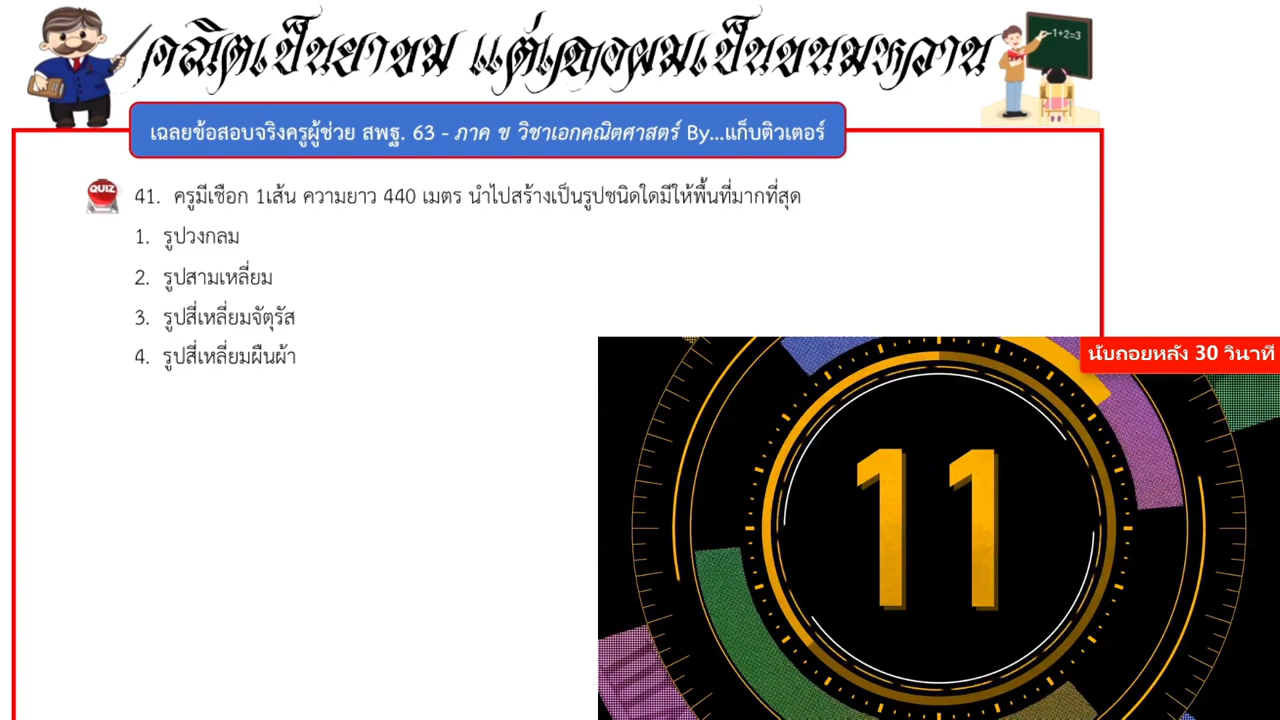 คณิตเป็นยาขม แต่เคอผมเป็นขนมหวาน
1+2=3
เฉลยข้อสอบจริงครูผู้ช่วย สพฐ. 63 - ภาค ข วิชาเอกคณิตศาสตร์ By...แก็บติวเตอร์
QUIZ
41. ครูมีเชือก 1เส้น ความยาว 440 เมตร นำไปสร้างเป็นรูปชนิดใดมีให้พื้นที่มากที่สุด
1. รูปวงกลม
2. รูปสามเหลี่ยม
3. รูปสี่เหลี่ยมจัตุรัส
4. รูปสี่เหลี่ยมผืนผ้า
นับถอยหลัง 30 วินาที
11